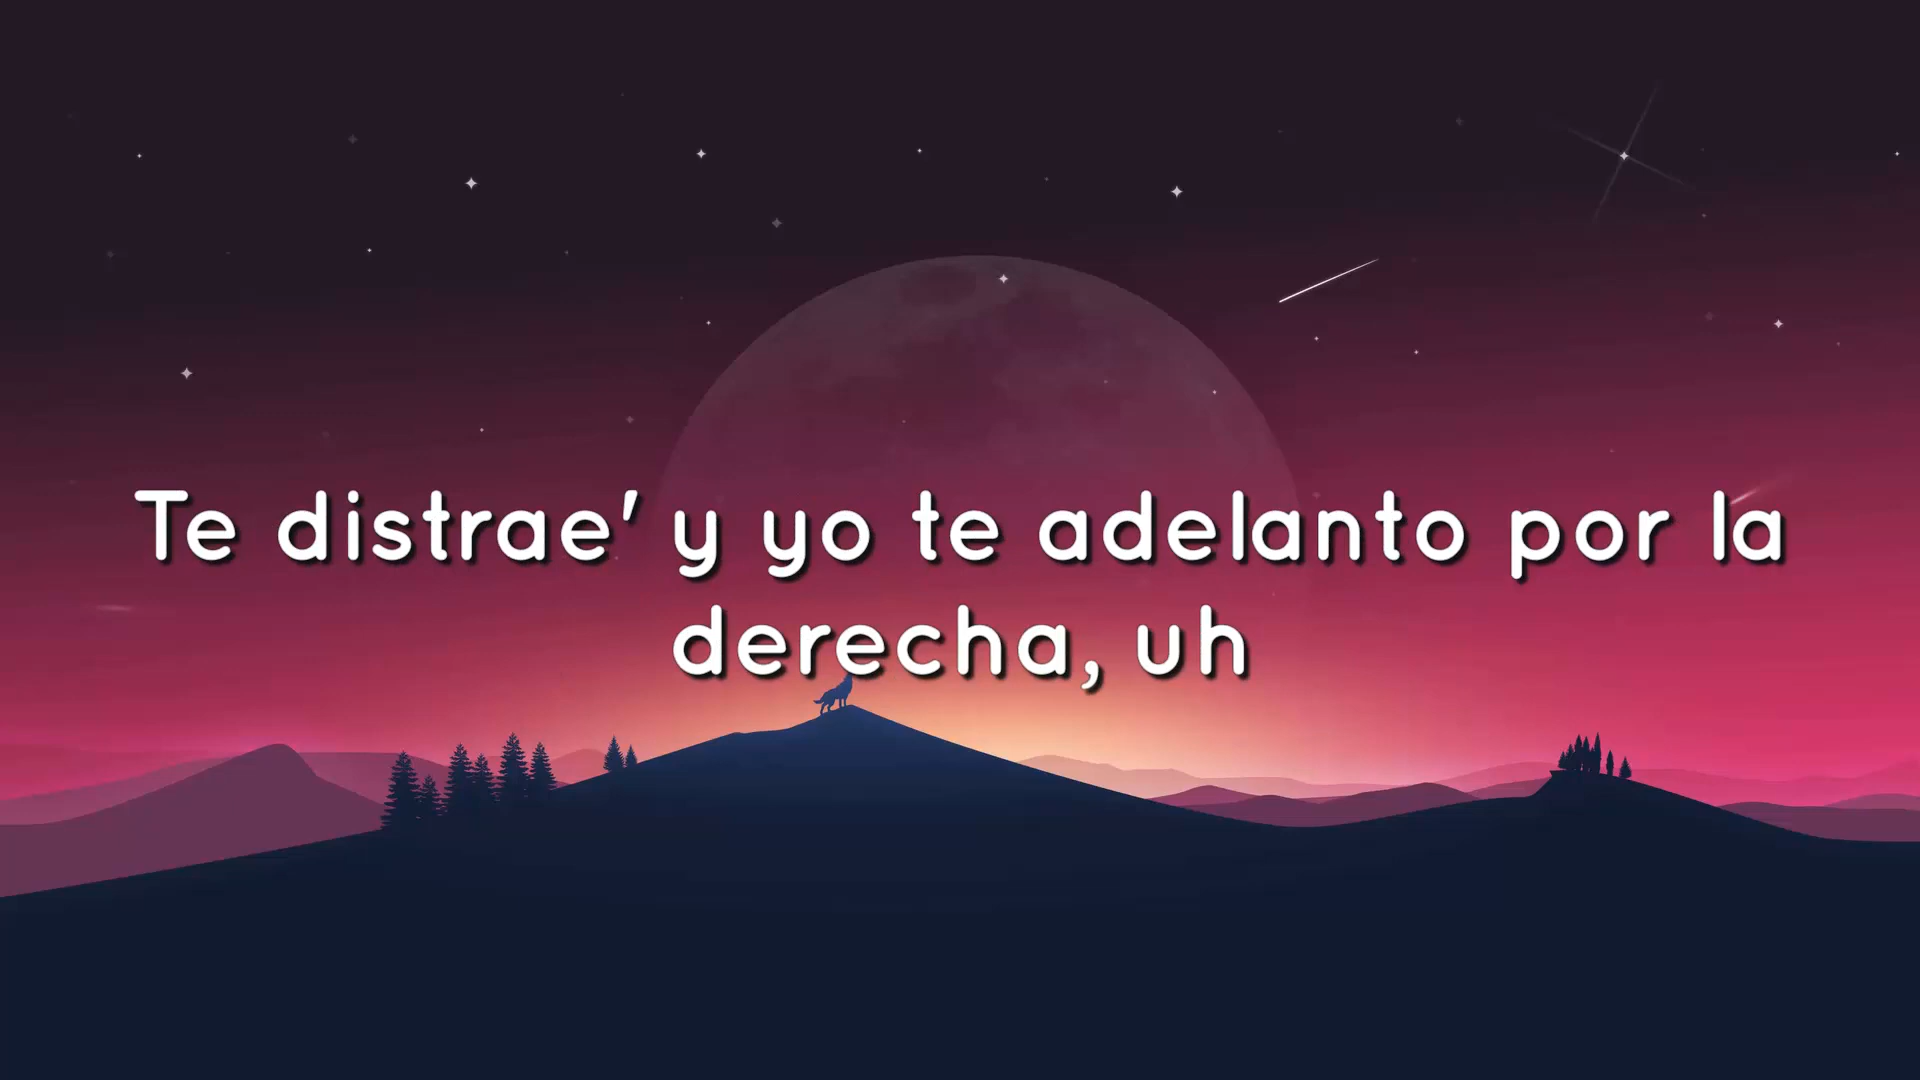 Te distrae' y yo te adelanto por la
derecha, uh